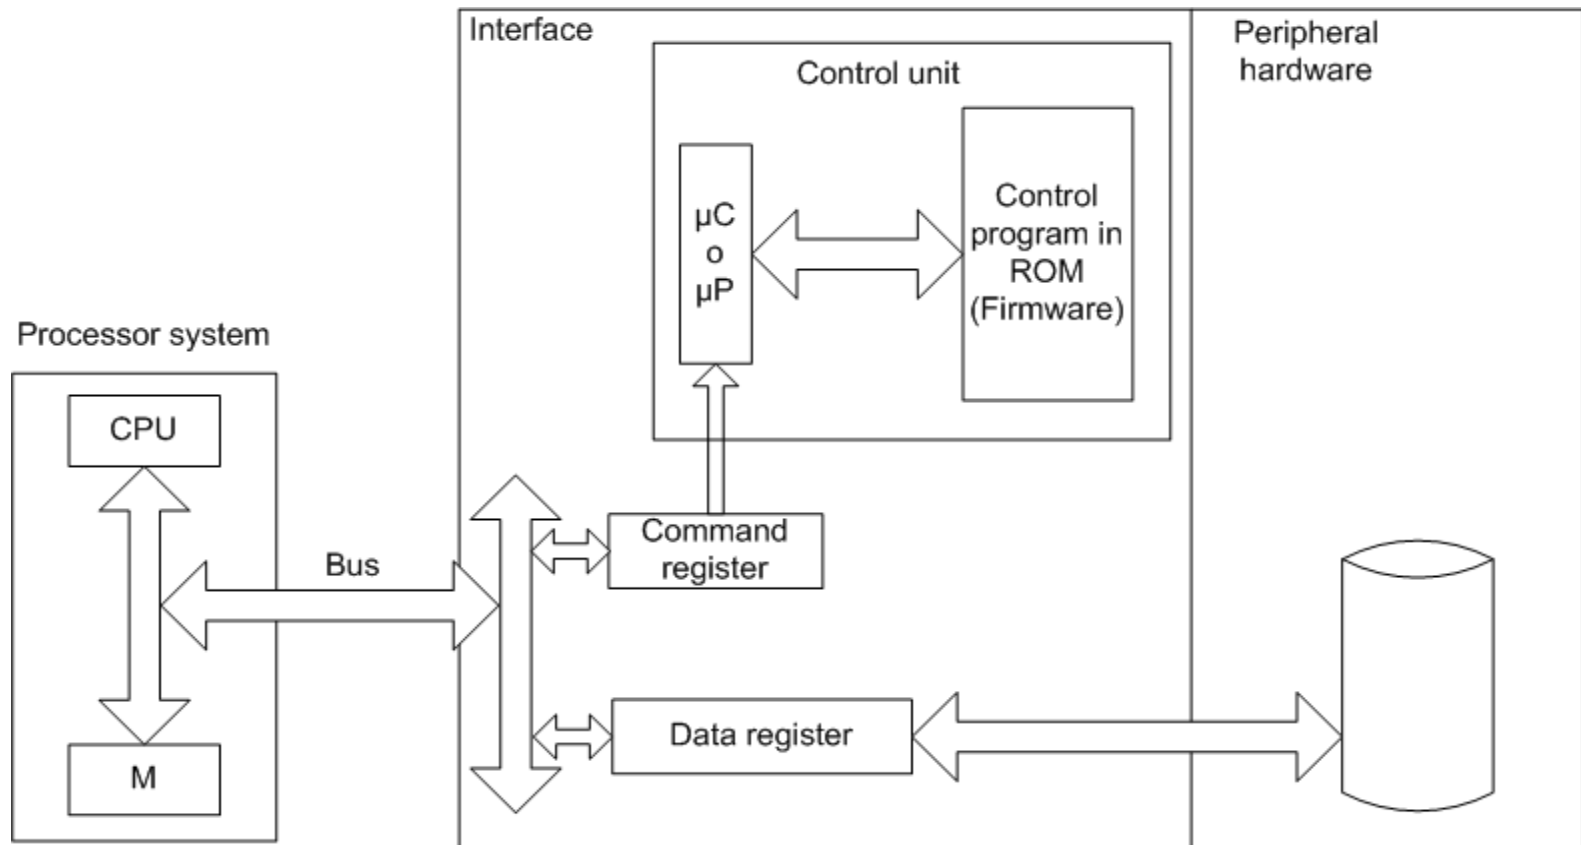 Interface
Peripheral
hardware
Control unit
µC
o
µP
Control
program in
ROM
(Firmware)
Processor system
CPU
Bus
Command
register
M
Data register